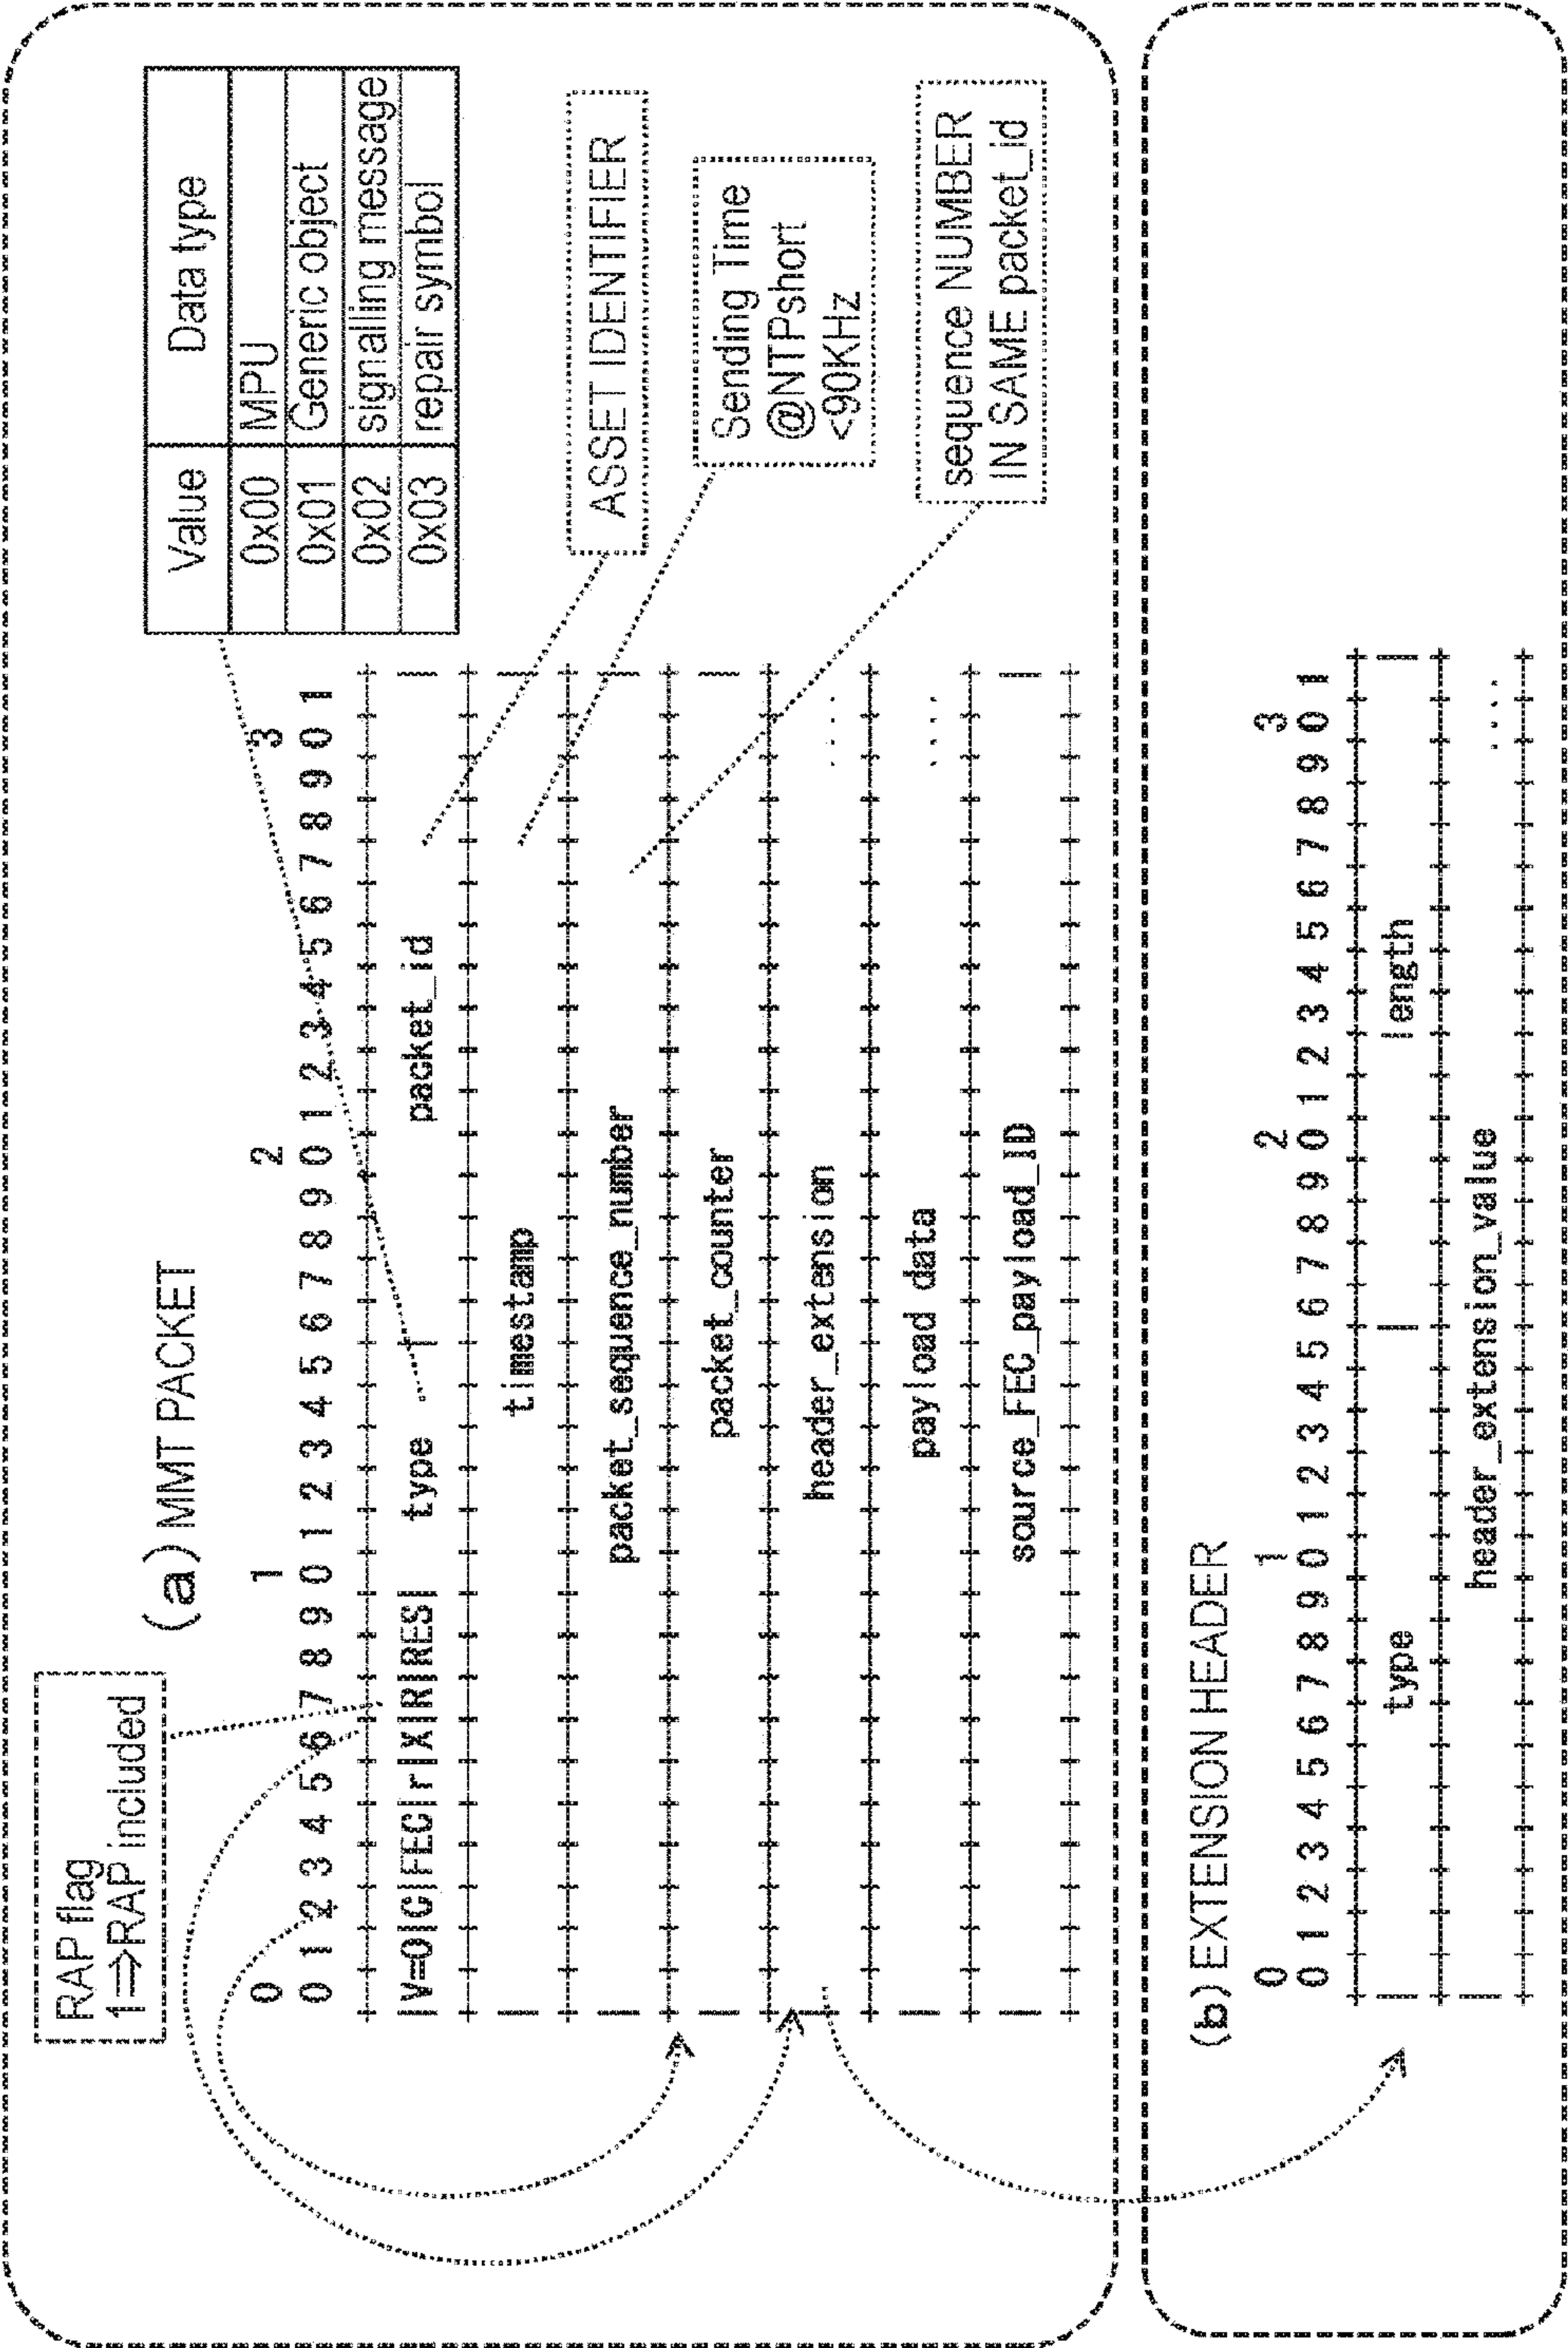 RAP flag
1⇒RAP included
(a) MMT PACKET
Value Data type
0x00 MPU
0x01 Generic object
0x02 signalling message
0x03 repair symbol
0 1 2 3
0 1 2 3 4 5 6 7 8 9 0 1 2 3 4 5 6 7 8 9 0 1 2 3 4 5 6 7 8 9 0 1
V=0|C|FEC|r|X|R|RES| type | packet_id |
| timestamp |
| packet_sequence_number |
| packet_counter |
| header_extension ....
| payload data ....
| source_FEC_payload_ID |
ASSET IDENTIFIER
Sending Time
@NTPshort
<90KHz
sequence NUMBER
IN SAME packet_id
(b) EXTENSION HEADER
0 1 2 3
0 1 2 3 4 5 6 7 8 9 0 1 2 3 4 5 6 7 8 9 0 1 2 3 4 5 6 7 8 9 0 1
| type | length |
| header_extension_value ....